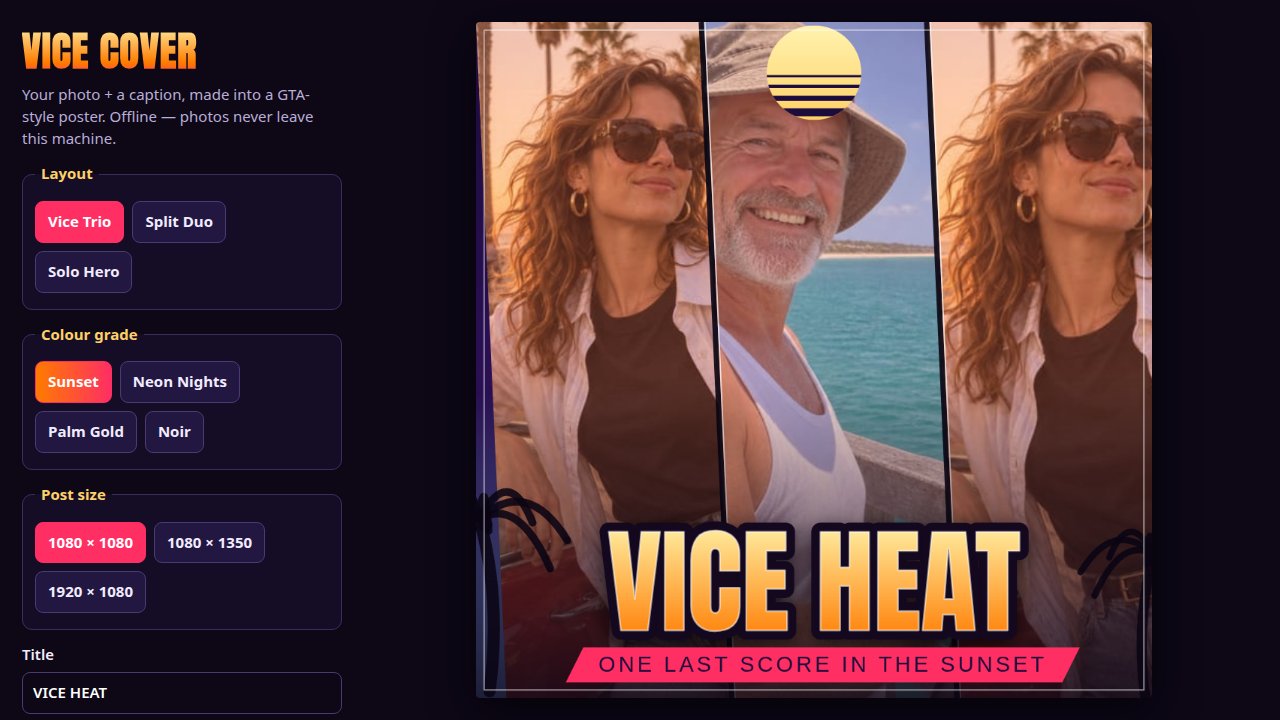 VICE COVER
Your photo + a caption, made into a GTA-
style poster. Offline — photos never leave
this machine.
Layout
Vice Trio
Split Duo
Solo Hero
Colour grade
Sunset
Neon Nights
Palm Gold
Noir
Post size
1080 × 1080
1080 × 1350
1920 × 1080
Title
VICE HEAT
VICE HEAT
ONE LAST SCORE IN THE SUNSET